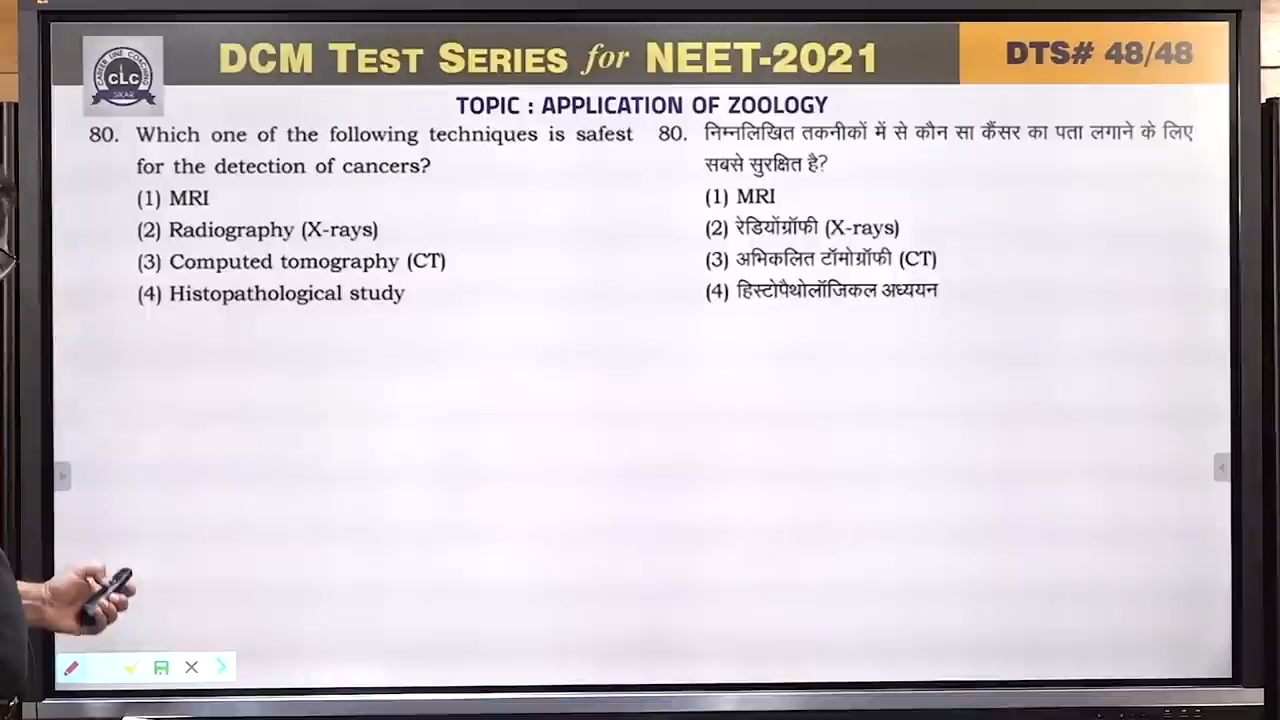 DCM TEST SERIES for NEET-2021
DTS# 48/48
CAREER LINE COACHING
CLC
SIKAR
TOPIC : APPLICATION OF ZOOLOGY
80. Which one of the following techniques is safest
for the detection of cancers?
(1) MRI
(2) Radiography (X-rays)
(3) Computed tomography (CT)
(4) Histopathological study
80. निम्नलिखित तकनीकों में से कौन सा कैंसर का पता लगाने के लिए
सबसे सुरक्षित है?
(1) MRI
(2) रेडियोंग्रॉफी (X-rays)
(3) अभिकलित टॉमोग्रॉफी (CT)
(4) हिस्टोपैथोलॉजिकल अध्ययन